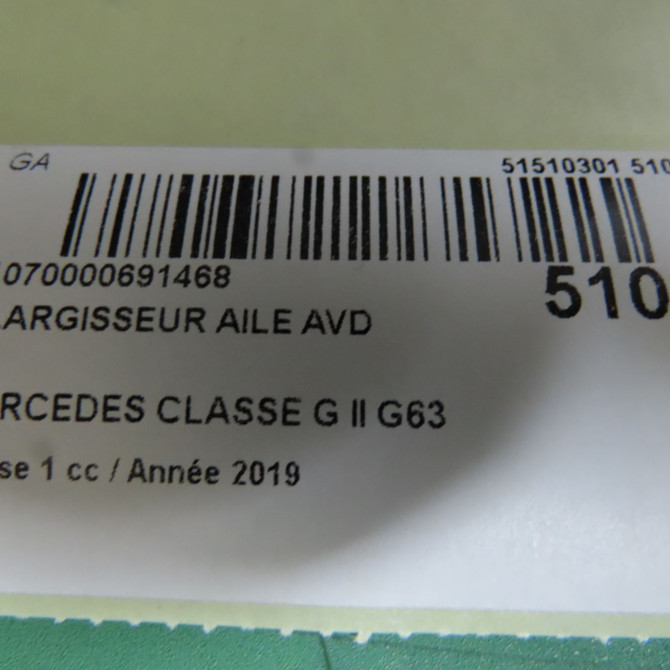 GA 51510301 510
070000691468 510
ARGISSEUR AILE AVD
RCEDES CLASSE G II G63
se 1 cc / Année 2019